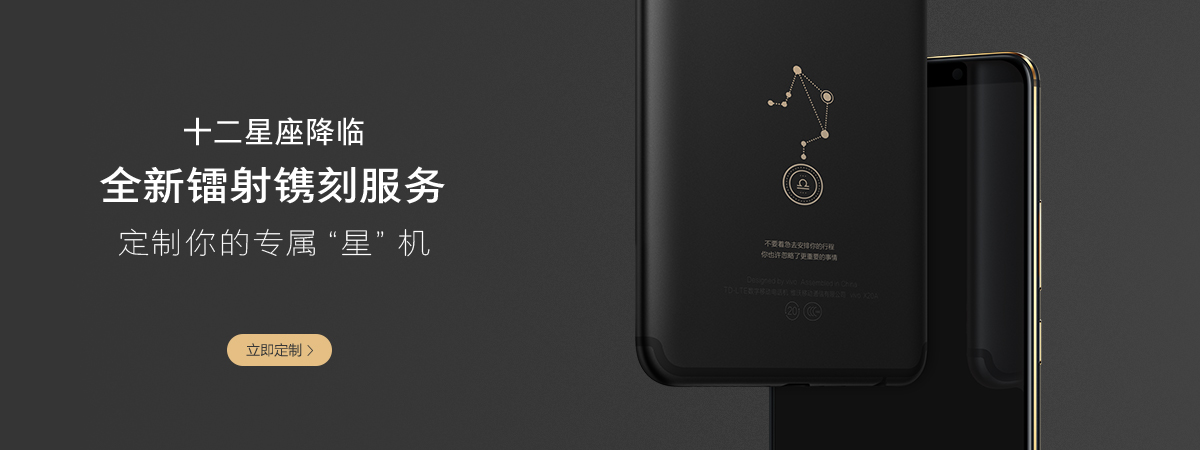 十二星座降临
全新镭射镌刻服务
定制你的专属 “星” 机
立即定制 >
不要着急去安排你的行程
你也许忽略了更重要的事情